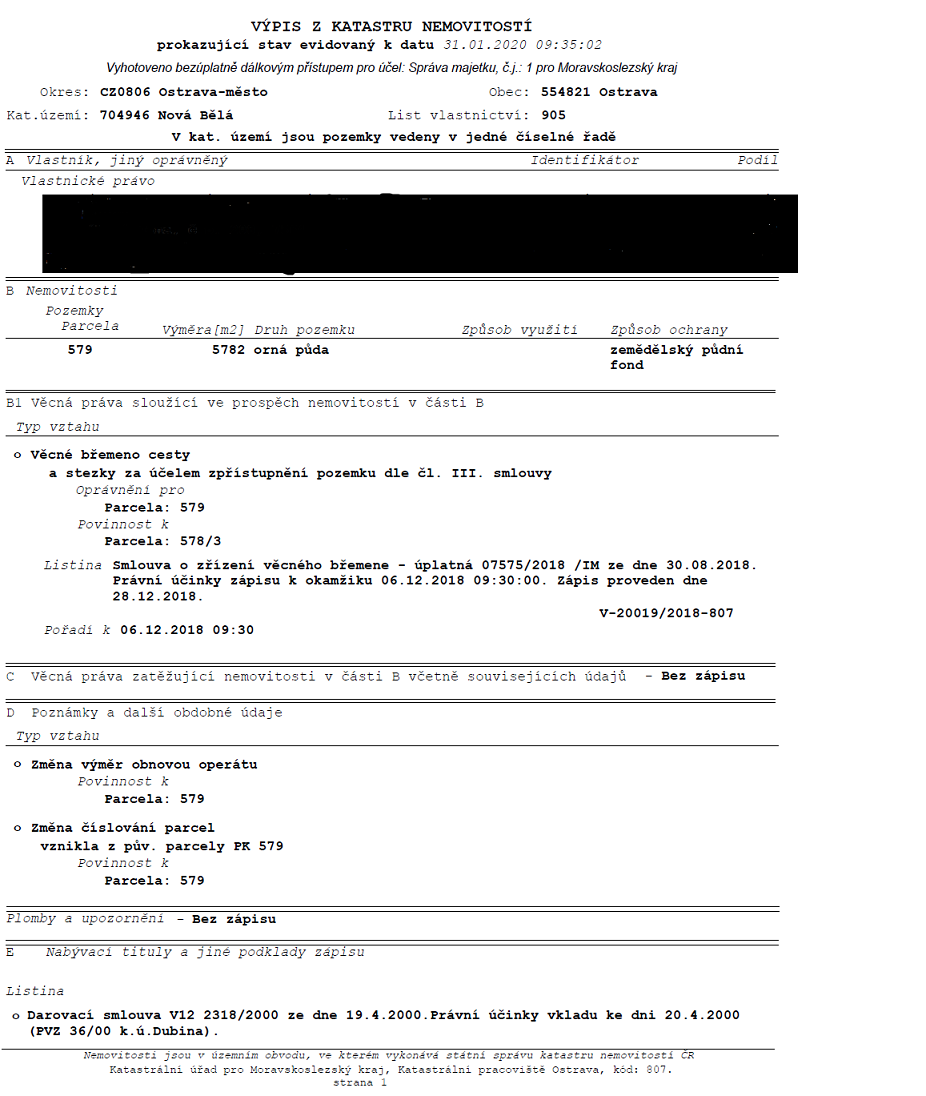 VÝPIS Z KATASTRU NEMOVITOSTÍ
prokazující stav evidovaný k datu 31.01.2020 09:35:02
Vyhotoveno bezúplatně dálkovým přístupem pro účel: Správa majetku, č.j.: 1 pro Moravskoslezský kraj
Okres: CZ0806 Ostrava-město Obec: 554821 Ostrava
Kat.území: 704946 Nová Bělá List vlastnictví: 905
V kat. území jsou pozemky vedeny v jedné číselné řadě
A Vlastník, jiný oprávněný Identifikátor Podíl
Vlastnické právo
B Nemovitosti
Pozemky
Parcela Výměra[m2] Druh pozemku Způsob využití Způsob ochrany
579 5782 orná půda zemědělský půdní
fond
B1 Věcná práva sloužící ve prospěch nemovitostí v části B
Typ vztahu
o Věcné břemeno cesty
a stezky za účelem zpřístupnění pozemku dle čl. III. smlouvy
Oprávnění pro
Parcela: 579
Povinnost k
Parcela: 578/3
Listina Smlouva o zřízení věcného břemene - úplatná 07575/2018 /IM ze dne 30.08.2018.
Právní účinky zápisu k okamžiku 06.12.2018 09:30:00. Zápis proveden dne
28.12.2018.
V-20019/2018-807
Pořadí k 06.12.2018 09:30
C Věcná práva zatěžující nemovitosti v části B včetně souvisejících údajů - Bez zápisu
D Poznámky a další obdobné údaje
Typ vztahu
o Změna výměr obnovou operátu
Povinnost k
Parcela: 579
o Změna číslování parcel
vznikla z pův. parcely PK 579
Povinnost k
Parcela: 579
Plomby a upozornění - Bez zápisu
E Nabývací tituly a jiné podklady zápisu
Listina
o Darovací smlouva V12 2318/2000 ze dne 19.4.2000.Právní účinky vkladu ke dni 20.4.2000
(PVZ 36/00 k.ú.Dubina).
Nemovitosti jsou v územním obvodu, ve kterém vykonává státní správu katastru nemovitostí ČR
Katastrální úřad pro Moravskoslezský kraj, Katastrální pracoviště Ostrava, kód: 807.
strana 1